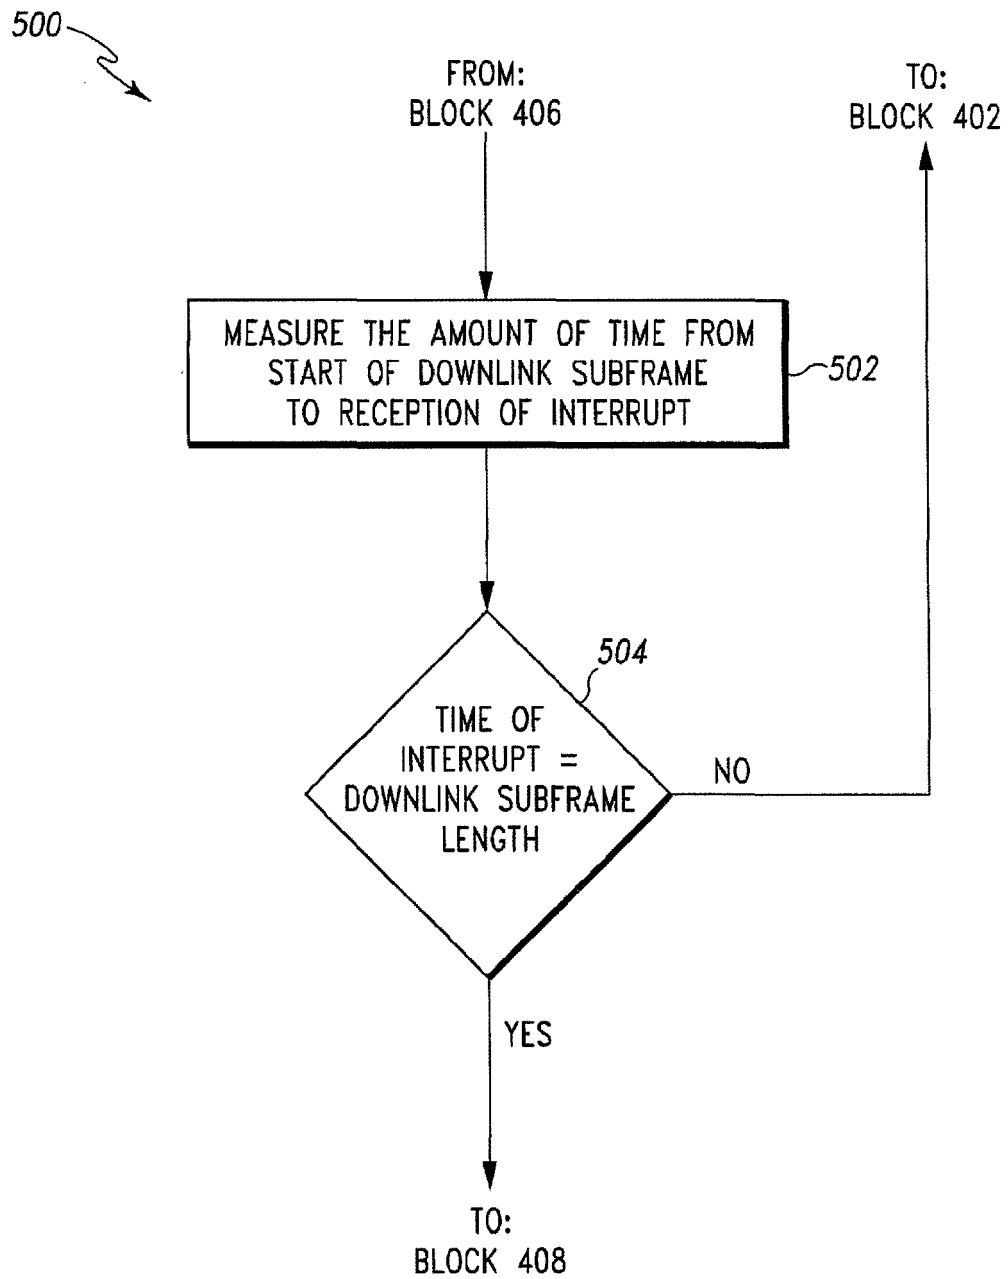 500
FROM:
BLOCK 406
TO:
BLOCK 402
MEASURE THE AMOUNT OF TIME FROM
START OF DOWNLINK SUBFRAME
TO RECEPTION OF INTERRUPT
502
504
TIME OF
INTERRUPT =
DOWNLINK SUBFRAME
LENGTH
NO
YES
TO:
BLOCK 408